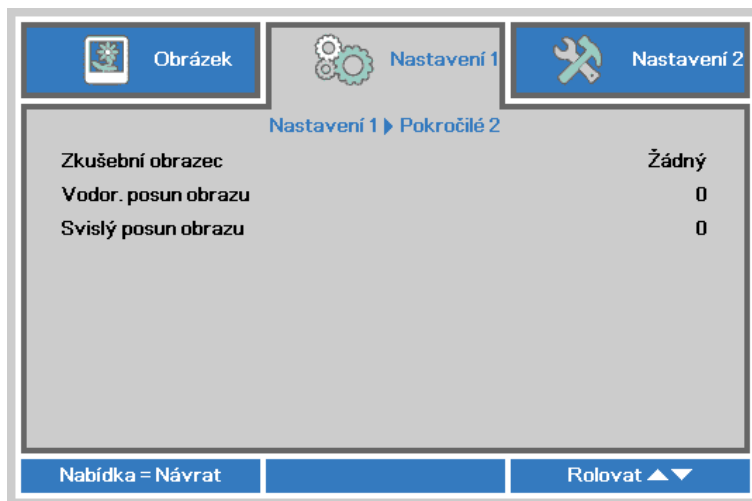 Obrázek
Nastavení 1
Nastavení 2
Nastavení 1 ▶ Pokročilé 2
Zkušební obrazec Žádný
Vodor. posun obrazu 0
Svislý posun obrazu 0
Nabídka = Návrat
Rolovat ▲▼